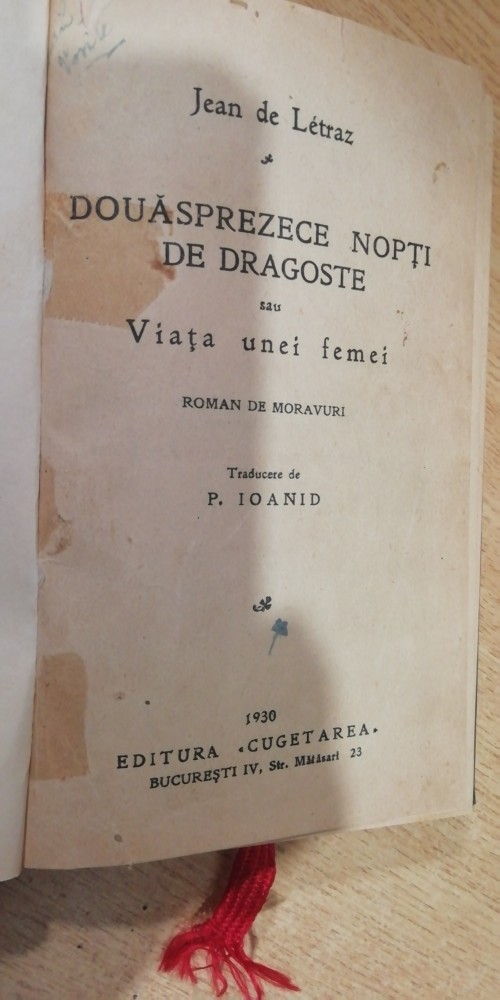 Jean de Létraz
DOUĂSPREZECE NOPȚI
DE DRAGOSTE
sau
Viața unei femei
ROMAN DE MORAVURI
Traducere de
P. IOANID
1930
EDITURA «CUGETAREA»
BUCUREȘTI IV, Str. Mătăsari 23